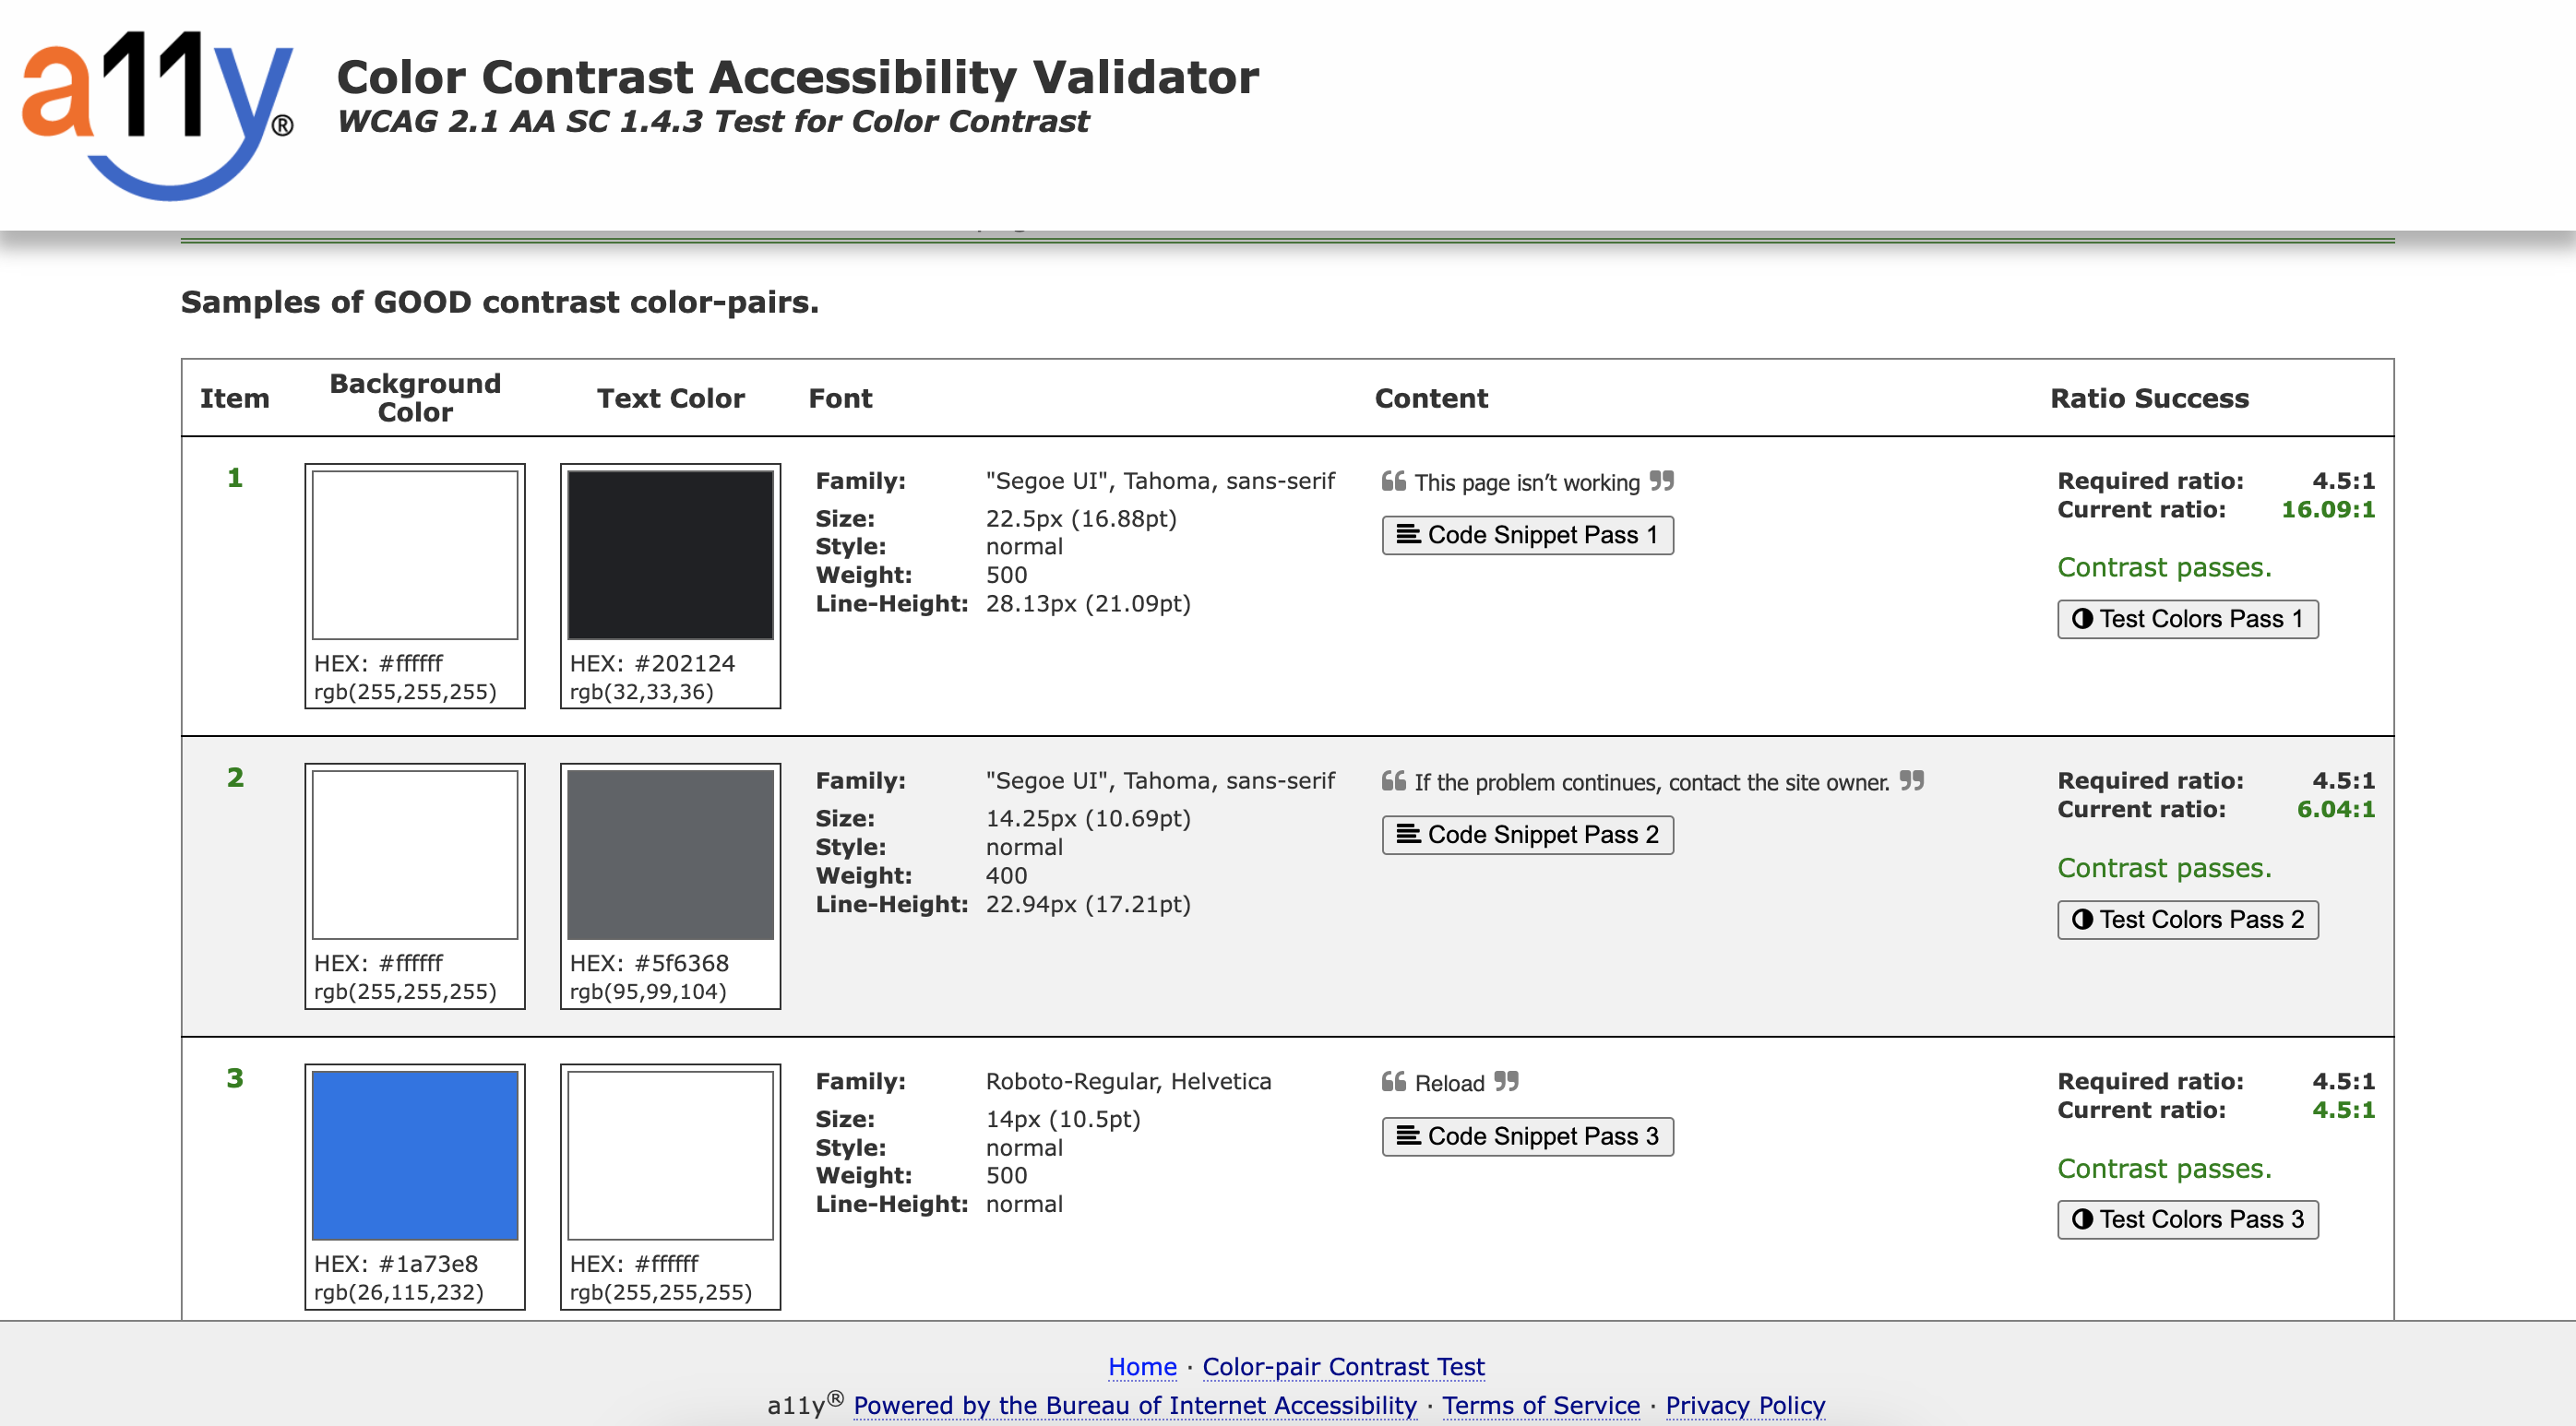 a11y®
Color Contrast Accessibility Validator
WCAG 2.1 AA SC 1.4.3 Test for Color Contrast
Samples of GOOD contrast color-pairs.
Item Background Color Text Color Font Content Ratio Success
1
HEX: #ffffff
rgb(255,255,255)
HEX: #202124
rgb(32,33,36)
Family: "Segoe UI", Tahoma, sans-serif
Size: 22.5px (16.88pt)
Style: normal
Weight: 500
Line-Height: 28.13px (21.09pt)
❝ This page isn’t working ❞
Code Snippet Pass 1
Required ratio: 4.5:1
Current ratio: 16.09:1
Contrast passes.
Test Colors Pass 1
2
HEX: #ffffff
rgb(255,255,255)
HEX: #5f6368
rgb(95,99,104)
Family: "Segoe UI", Tahoma, sans-serif
Size: 14.25px (10.69pt)
Style: normal
Weight: 400
Line-Height: 22.94px (17.21pt)
❝ If the problem continues, contact the site owner. ❞
Code Snippet Pass 2
Required ratio: 4.5:1
Current ratio: 6.04:1
Contrast passes.
Test Colors Pass 2
3
HEX: #1a73e8
rgb(26,115,232)
HEX: #ffffff
rgb(255,255,255)
Family: Roboto-Regular, Helvetica
Size: 14px (10.5pt)
Style: normal
Weight: 500
Line-Height: normal
❝ Reload ❞
Code Snippet Pass 3
Required ratio: 4.5:1
Current ratio: 4.5:1
Contrast passes.
Test Colors Pass 3
Home · Color-pair Contrast Test
a11y® Powered by the Bureau of Internet Accessibility · Terms of Service · Privacy Policy